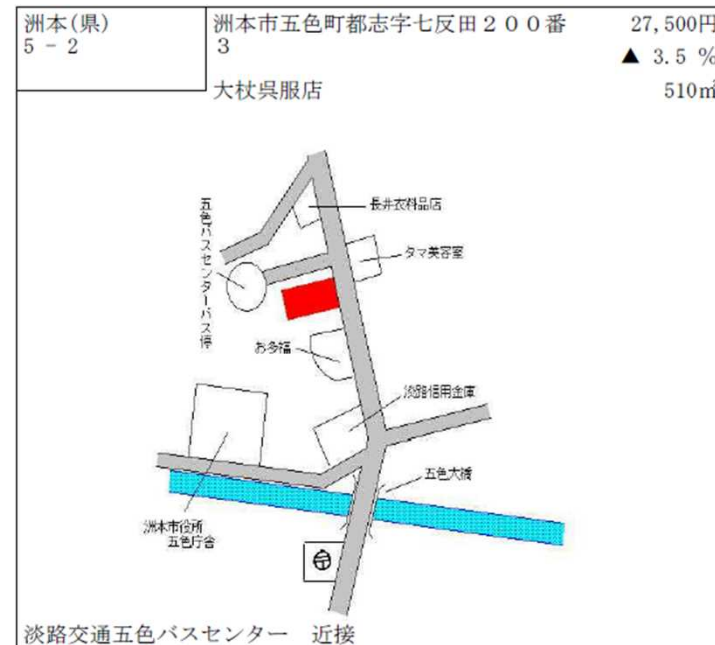 洲本(県)
5 - 2
洲本市五色町都志字七反田２００番
3
大杖呉服店
27,500円
▲ 3.5 %
510㎡
長井衣料品店
タマ美容室
五色バスセンターバス停
お多福
淡路信用金庫
五色大橋
洲本市役所
五色庁舎
〶
淡路交通五色バスセンター　近接